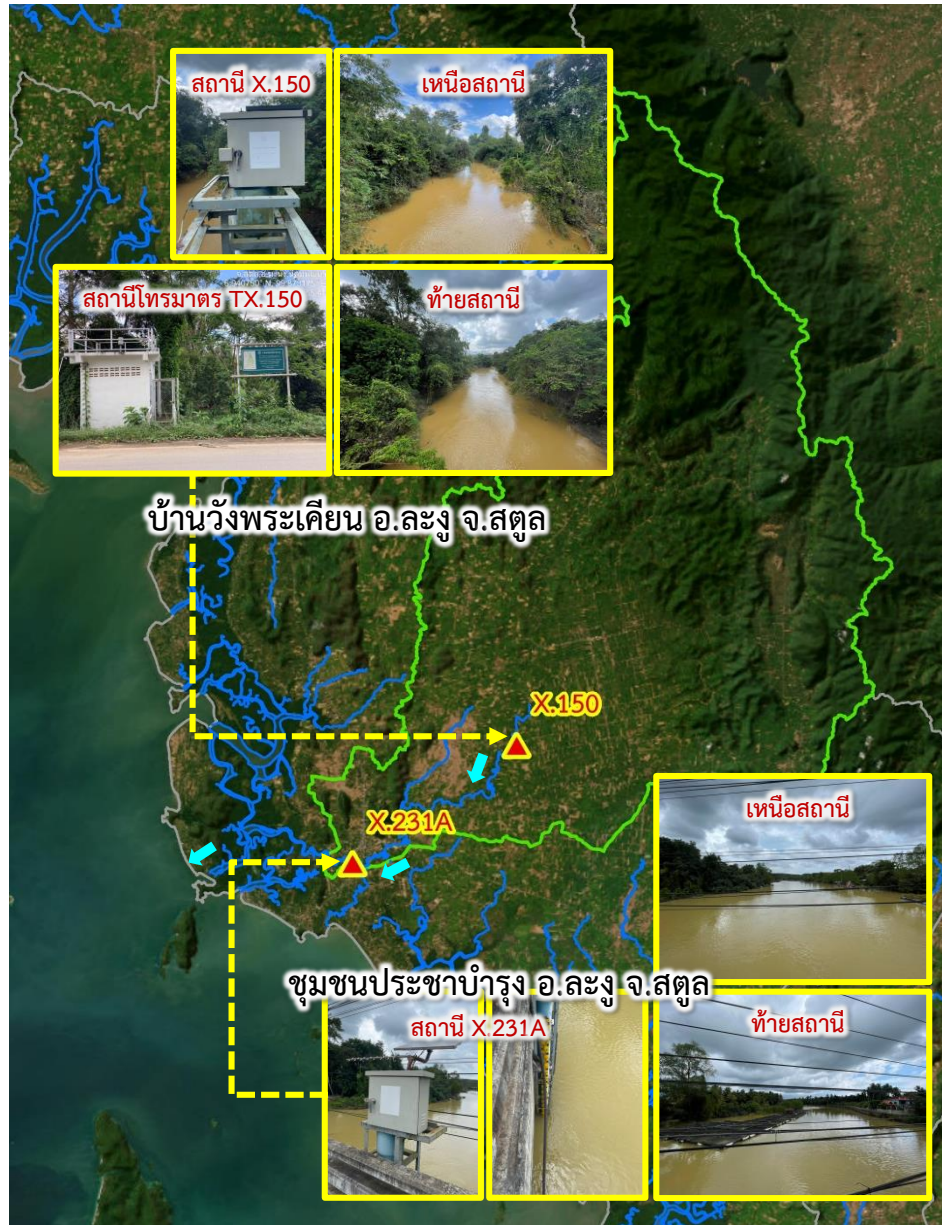 สถานี X.150
เหนือสถานี
สถานีโทรมาตร TX.150
ท้ายสถานี
บ้านวังพระเคียน อ.ละงู จ.สตูล
X.150
X.231A
เหนือสถานี
ชุมชนประชาบำรุง อ.ละงู จ.สตูล
สถานี X 231A
ท้ายสถานี